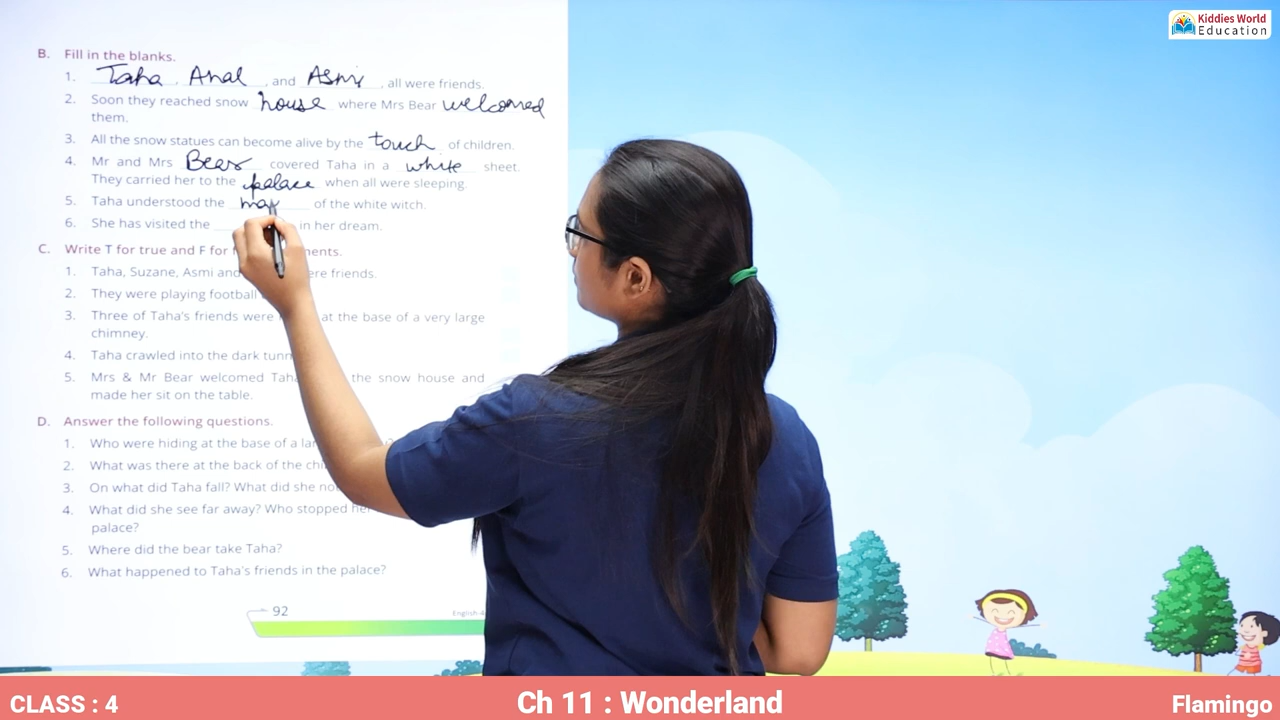 Kiddies World
Education
B. Fill in the blanks.
1. Taha, Anal, and Asmi, all were friends.
2. Soon they reached snow house where Mrs Bear welcomed
them.
3. All the snow statues can become alive by the touch of children.
4. Mr and Mrs Bear covered Taha in a white sheet.
They carried her to the palace when all were sleeping.
5. Taha understood the mag of the white witch.
6. She has visited the in her dream.
C. Write T for true and F for
1. Taha, Suzane, Asmi and friends.
2. They were playing football
3. Three of Taha's friends were at the base of a very large
chimney.
4. Taha crawled into the dark
5. Mrs & Mr Bear welcomed the snow house and
made her sit on the table.
D. Answer the following questions.
1. Who were hiding at the base of a
2. What was there at the back of the
3. On what did Taha fall? What did she
4. What did she see far away? Who stopped
palace?
5. Where did the bear take Taha?
6. What happened to Taha's friends in the palace?
92
English
CLASS : 4
Ch 11 : Wonderland
Flamingo